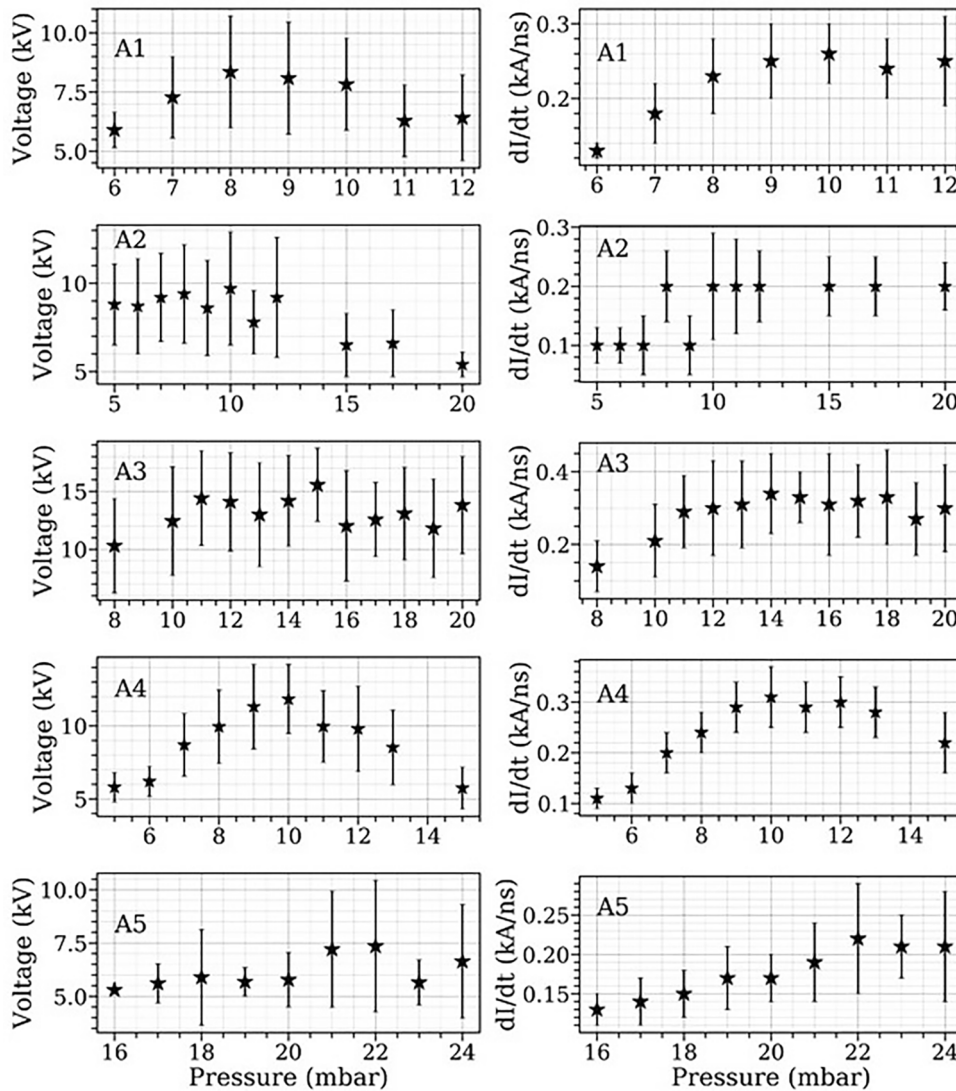 10.0
7.5
5.0
Voltage (kV)
A1
6 7 8 9 10 11 12
0.3
0.2
dI/dt (kA/ns)
A1
6 7 8 9 10 11 12
10
5
Voltage (kV)
A2
5 10 15 20
0.3
0.2
0.1
dI/dt (kA/ns)
A2
5 10 15 20
15
10
Voltage (kV)
A3
8 10 12 14 16 18 20
0.4
0.2
dI/dt (kA/ns)
A3
8 10 12 14 16 18 20
10
5
Voltage (kV)
A4
6 8 10 12 14
0.3
0.2
0.1
dI/dt (kA/ns)
A4
6 8 10 12 14
10.0
7.5
5.0
Voltage (kV)
A5
16 18 20 22 24
Pressure (mbar)
0.25
0.20
0.15
dI/dt (kA/ns)
A5
16 18 20 22 24
Pressure (mbar)